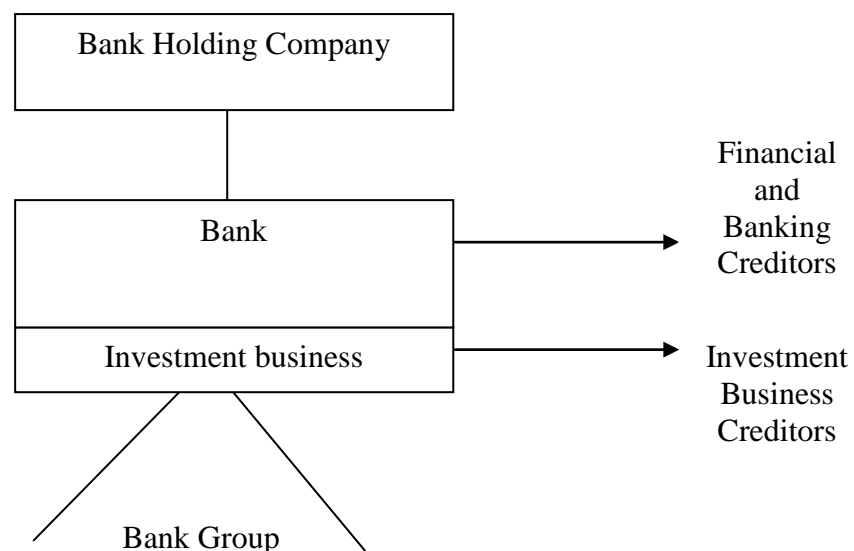 Bank Holding Company
Bank
Financial
and
Banking
Creditors
Investment business
Investment
Business
Creditors
Bank Group